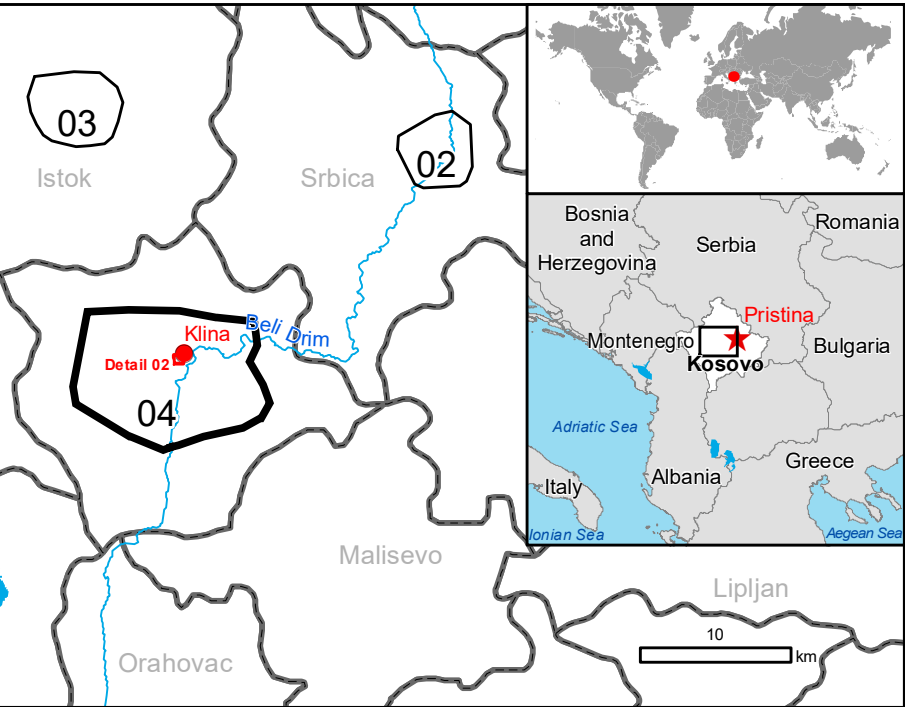 03
Istok
Srbica
02
Klina
Beli Drim
Detail 02
04
Malisevo
Orahovac
Lipljan
10
km
Bosnia
and
Herzegovina
Serbia
Romania
Pristina
Montenegro
Kosovo
Bulgaria
Adriatic Sea
Albania
Greece
Italy
Ionian Sea
Aegean Sea